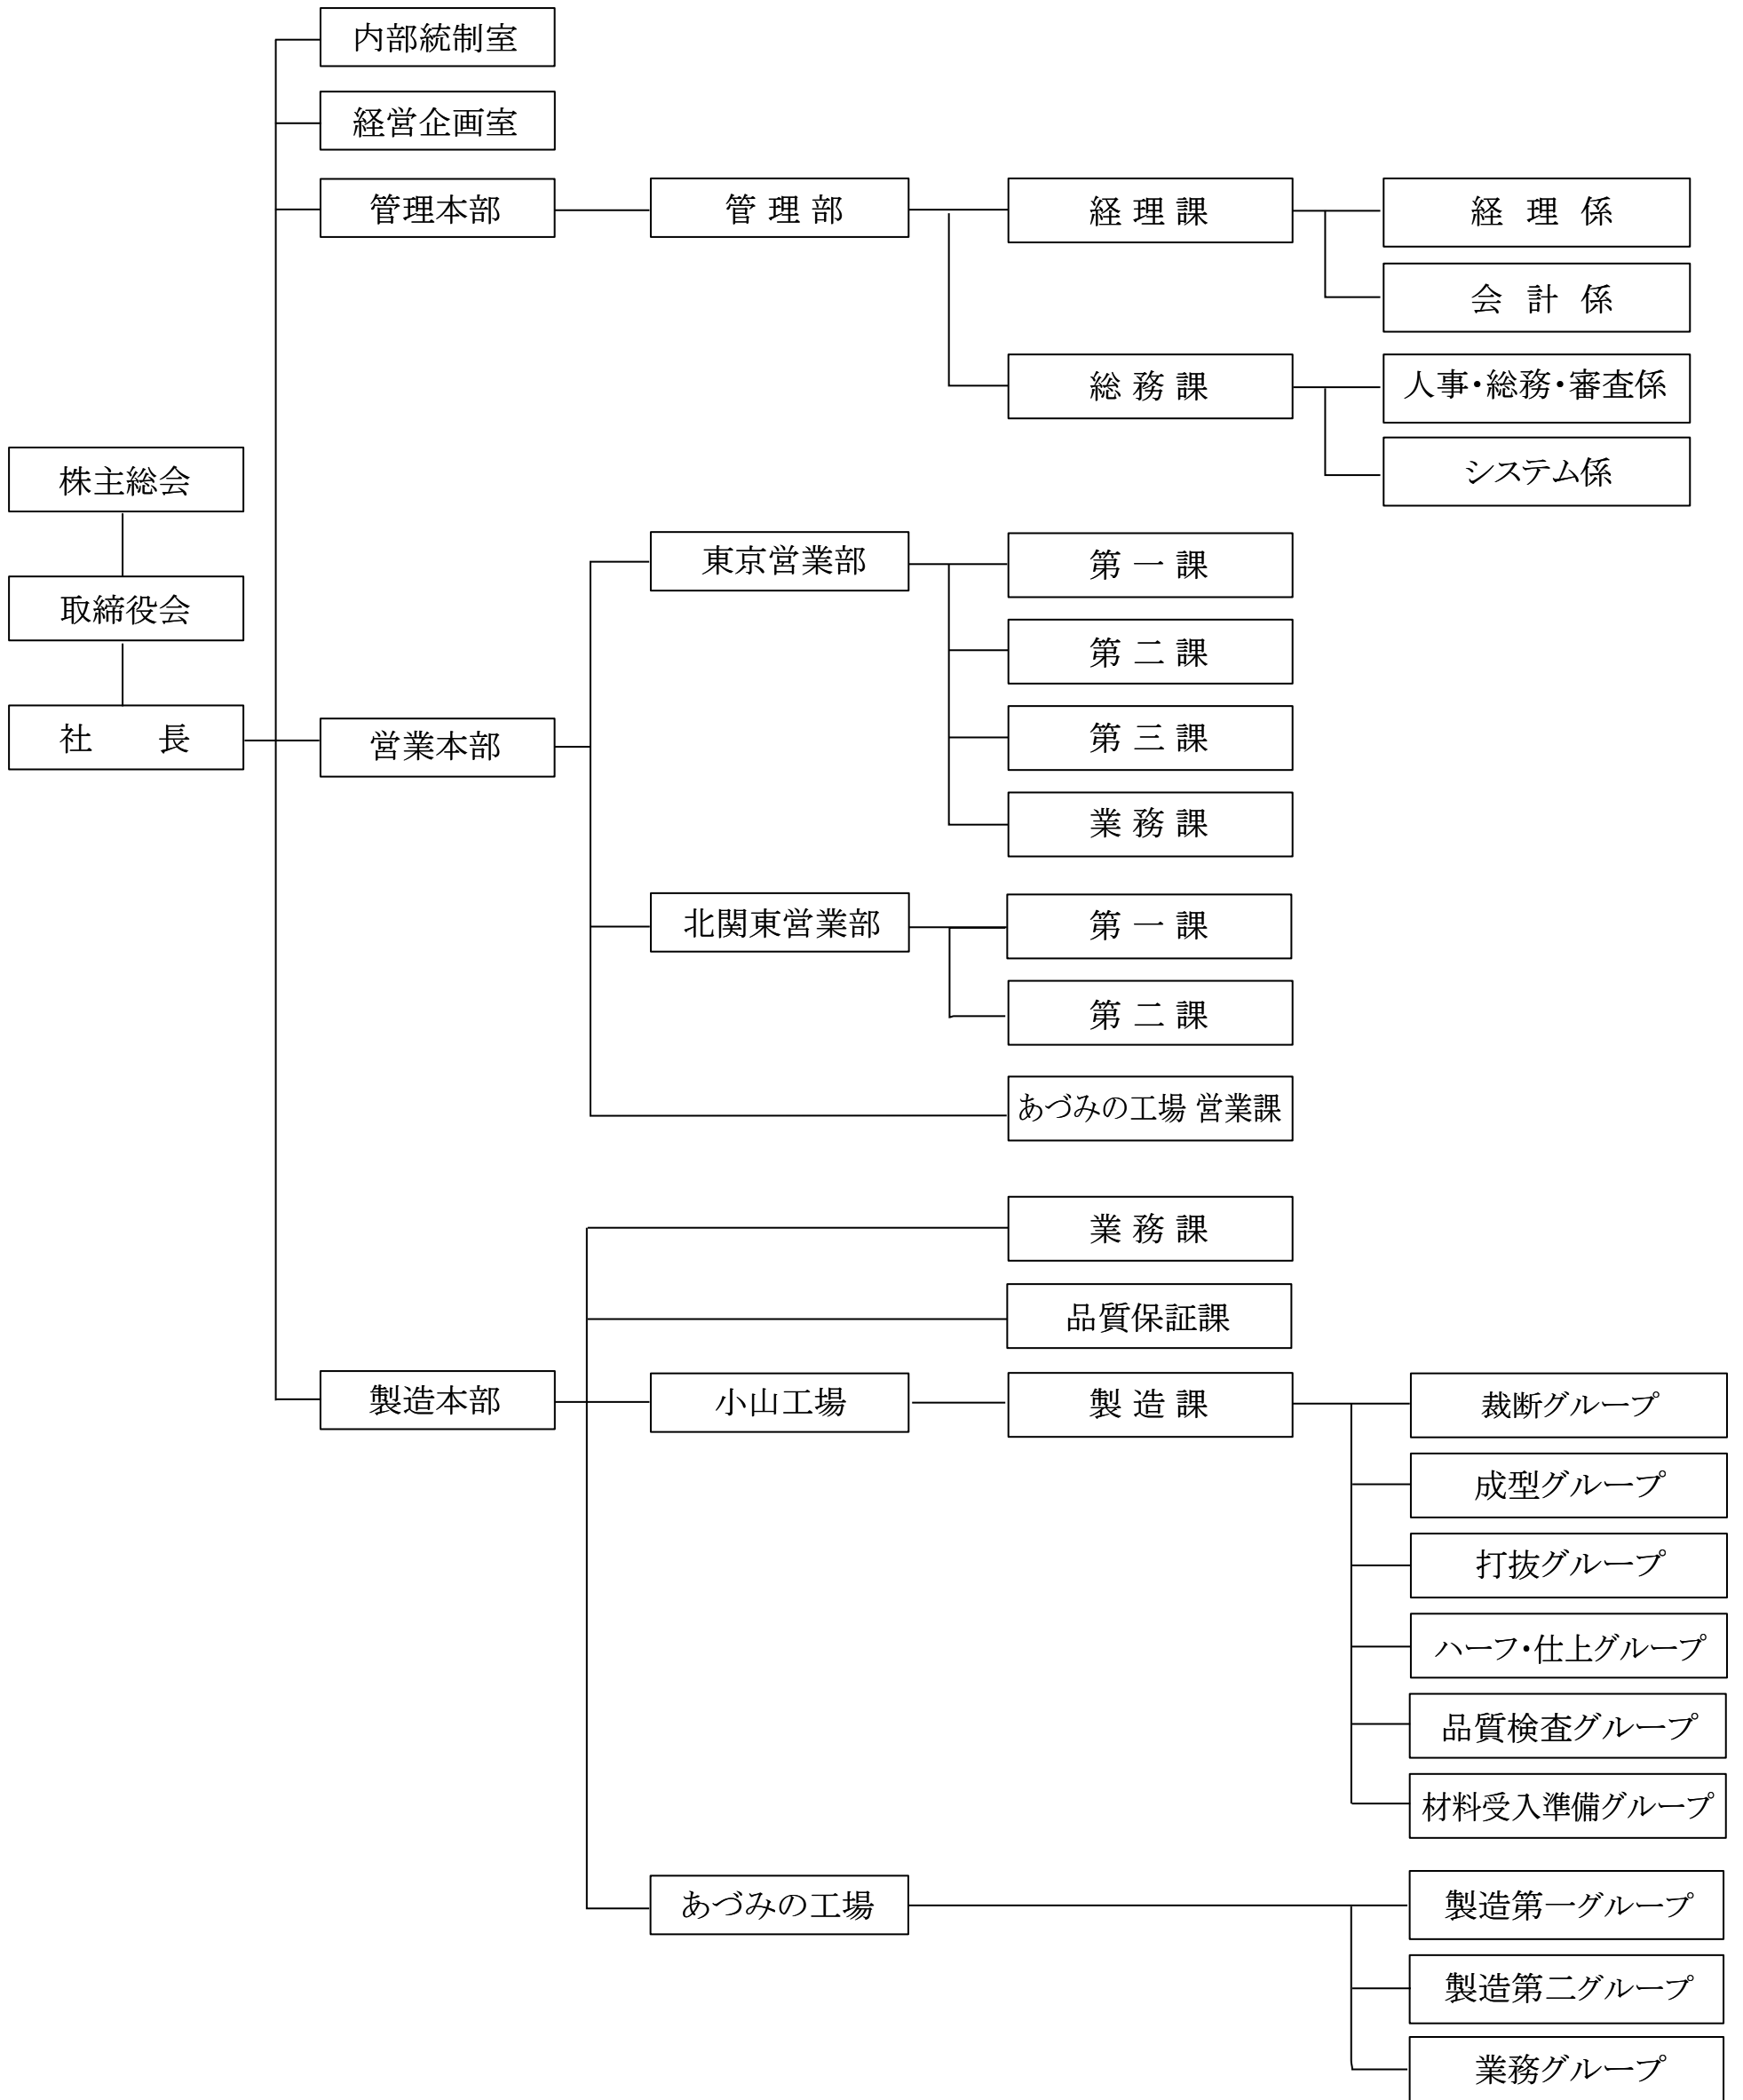 内部統制室
経営企画室
管理本部
管 理 部
経 理 課
経 理 係
会 計 係
総 務 課
人事・総務・審査係
システム係
株主総会
取締役会
社 長
営業本部
東京営業部
第 一 課
第 二 課
第 三 課
業 務 課
北関東営業部
第 一 課
第 二 課
あづみの工場 営業課
業 務 課
品質保証課
製造本部
小山工場
製 造 課
裁断グループ
成型グループ
打抜グループ
ハーフ・仕上グループ
品質検査グループ
材料受入準備グループ
あづみの工場
製造第一グループ
製造第二グループ
業務グループ